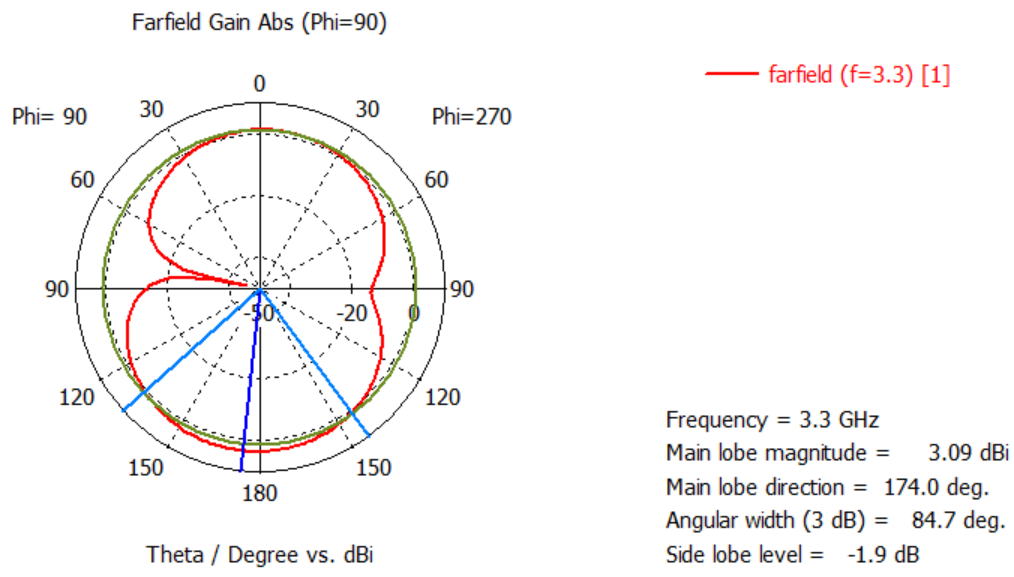 Farfield Gain Abs (Phi=90)
farfield (f=3.3) [1]
0
Phi= 90
30
30
Phi=270
60
60
90
-50
-20
0
90
120
120
150
150
180
Frequency = 3.3 GHz
Main lobe magnitude = 3.09 dBi
Main lobe direction = 174.0 deg.
Angular width (3 dB) = 84.7 deg.
Side lobe level = -1.9 dB
Theta / Degree vs. dBi